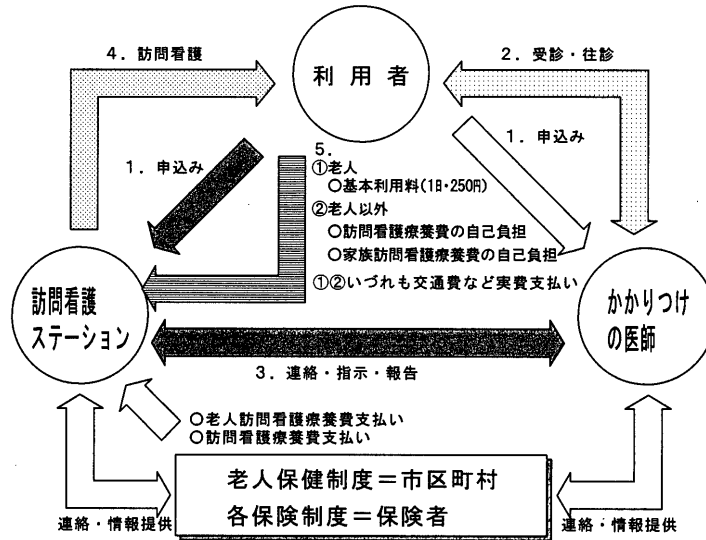 4．訪問看護
利用者
2．受診・往診
1．申込み
1．申込み
5．
①老人
○基本利用料(1日・250円)
②老人以外
○訪問看護療養費の自己負担
○家族訪問看護療養費の自己負担
①②いづれも交通費など実費支払い
訪問看護
ステーション
かかりつけ
の医師
3．連絡・指示・報告
○老人訪問看護療養費支払い
○訪問看護療養費支払い
老人保健制度＝市区町村
各保険制度＝保険者
連絡・情報提供
連絡・情報提供